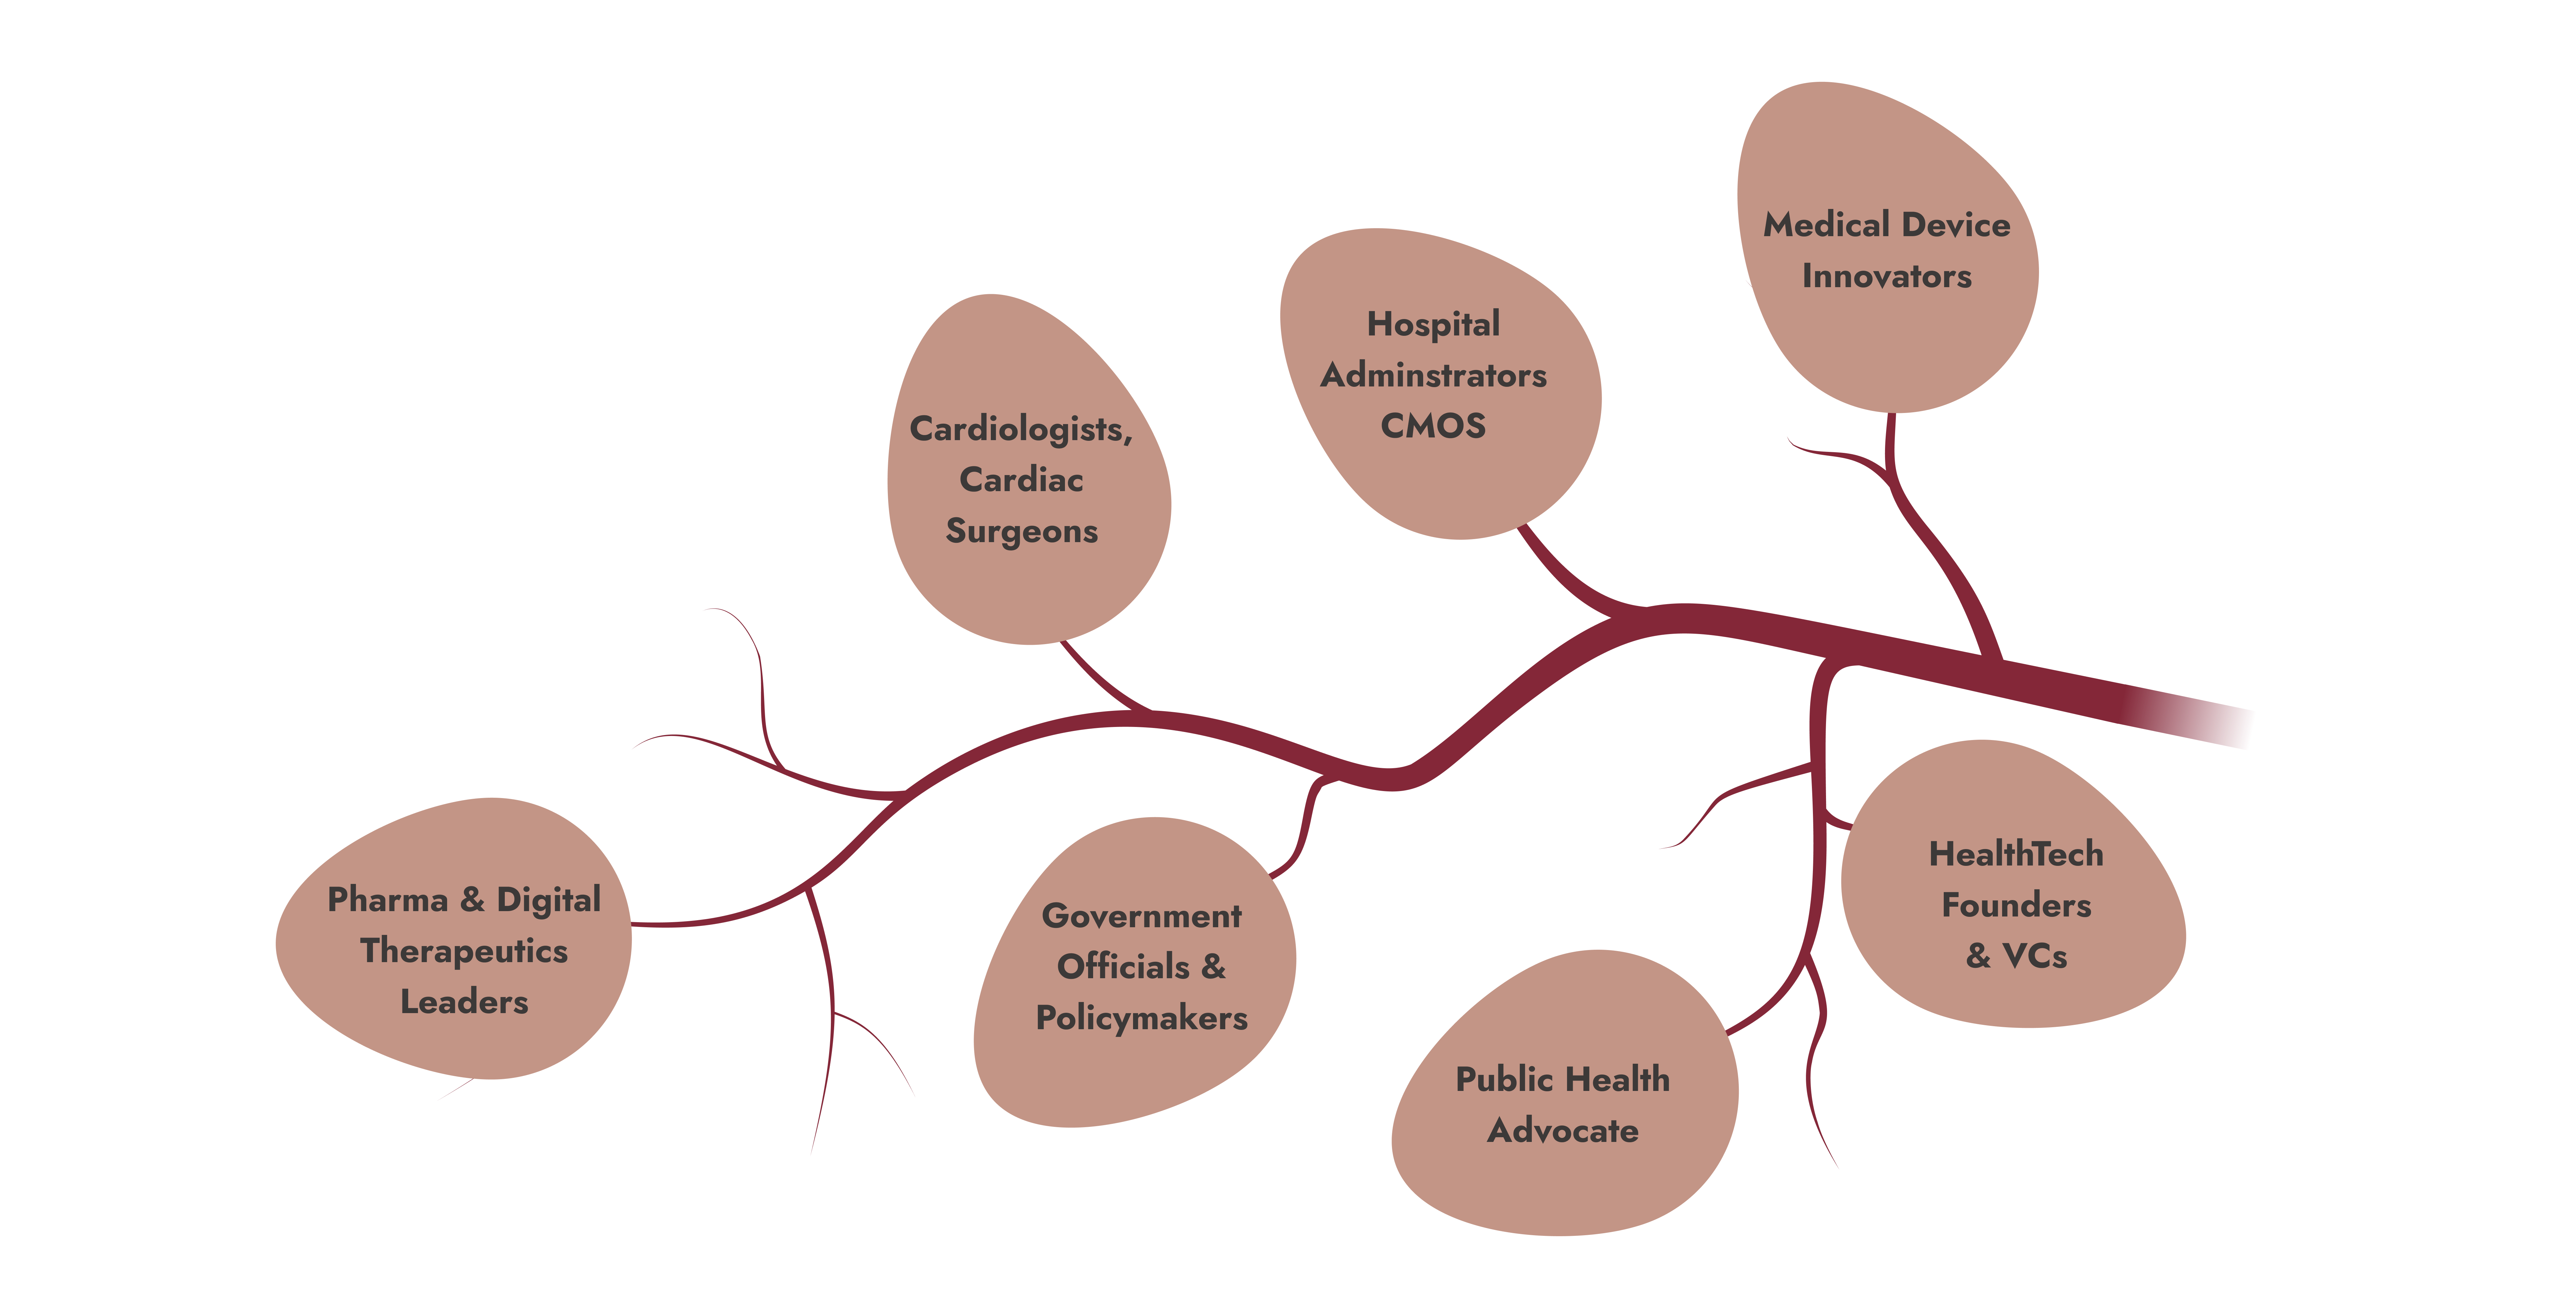 Medical Device
Innovators
Hospital
Adminstrators
CMOS
Cardiologists,
Cardiac
Surgeons
HealthTech
Founders
& VCs
Pharma & Digital
Therapeutics
Leaders
Government
Officials &
Policymakers
Public Health
Advocate